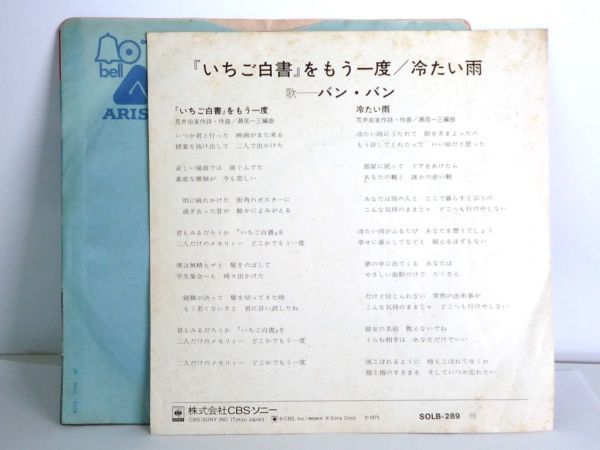 bell
ARIS
『いちご白書』をもう一度／冷たい雨
歌――バン・バン
『いちご白書』をもう一度
荒井由実作詩・作曲／瀬尾一三編曲
いつか君と行った 映画がまた来る
授業を抜け出して 二人で出かけた
哀しい場面では 涙ぐんでた
素直な横顔が 今も恋しい
雨に破れかけた 街角のポスターに
過ぎ去った昔が 鮮かによみがえる
君もみるだろうか 『いちご白書』を
二人だけのメモリィー どこかでもう一度
僕は無精ヒゲと 髪をのばして
学生集会へも 時々出かけた
就職が決って 髪を切ってきた時
もう若くないさと 君に言い訳したね
君もみるだろうか 『いちご白書』を
二人だけのメモリィー どこかでもう一度
二人だけのメモリィー どこかでもう一度
冷たい雨
荒井由実作詩・作曲／瀬尾一三編曲
冷たい雨にうたれて 街をさまよったの
もう許してくれたって いい頃だと思った
部屋に戻って ドアをあけたら
あなたの靴と 誰かの赤い靴
あなたは別の人と ここで暮らすと云うの
こんな気持のままじゃ どこへも行けやしない
冷たい雨がふるたび あなたを思うでしょう
幸せに暮らしてなどと 願えるはずもない
夢の中に出てくる あなたは
やさしい面影だけで たくさん
だけど信じられない 突然の出来事が
こんな気持のままじゃ どこへも行けやしない
彼女の名前 教えないでね
うらむ相手は あなただけでいい
涙こぼれるように 時もこぼれてゆくわ
指と指のすきまを そしていつか忘れたい
株式会社CBSソニー
CBS/SONY INC. (Tokyo Japan)
® CBS, Inc./SONY ® Sony Corp
℗1975
SOLB-289